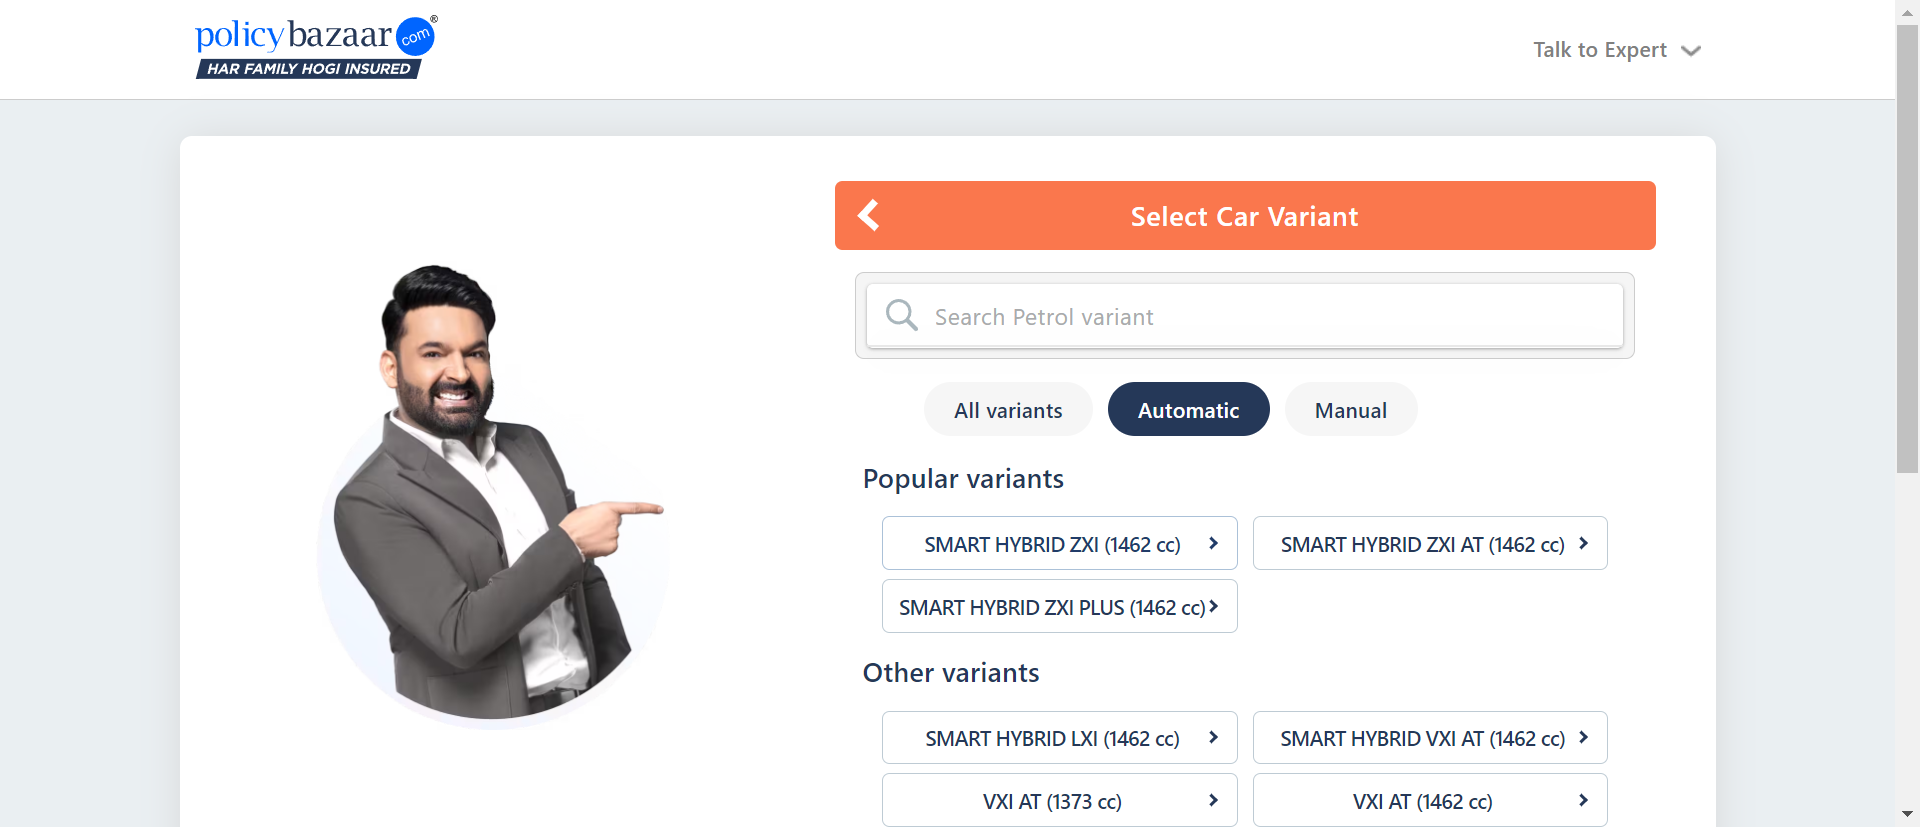 policybazaar.com®
HAR FAMILY HOGI INSURED
Talk to Expert
Select Car Variant
Search Petrol variant
All variants
Automatic
Manual
Popular variants
SMART HYBRID ZXI (1462 cc)
SMART HYBRID ZXI AT (1462 cc)
SMART HYBRID ZXI PLUS (1462 cc)
Other variants
SMART HYBRID LXI (1462 cc)
SMART HYBRID VXI AT (1462 cc)
VXI AT (1373 cc)
VXI AT (1462 cc)